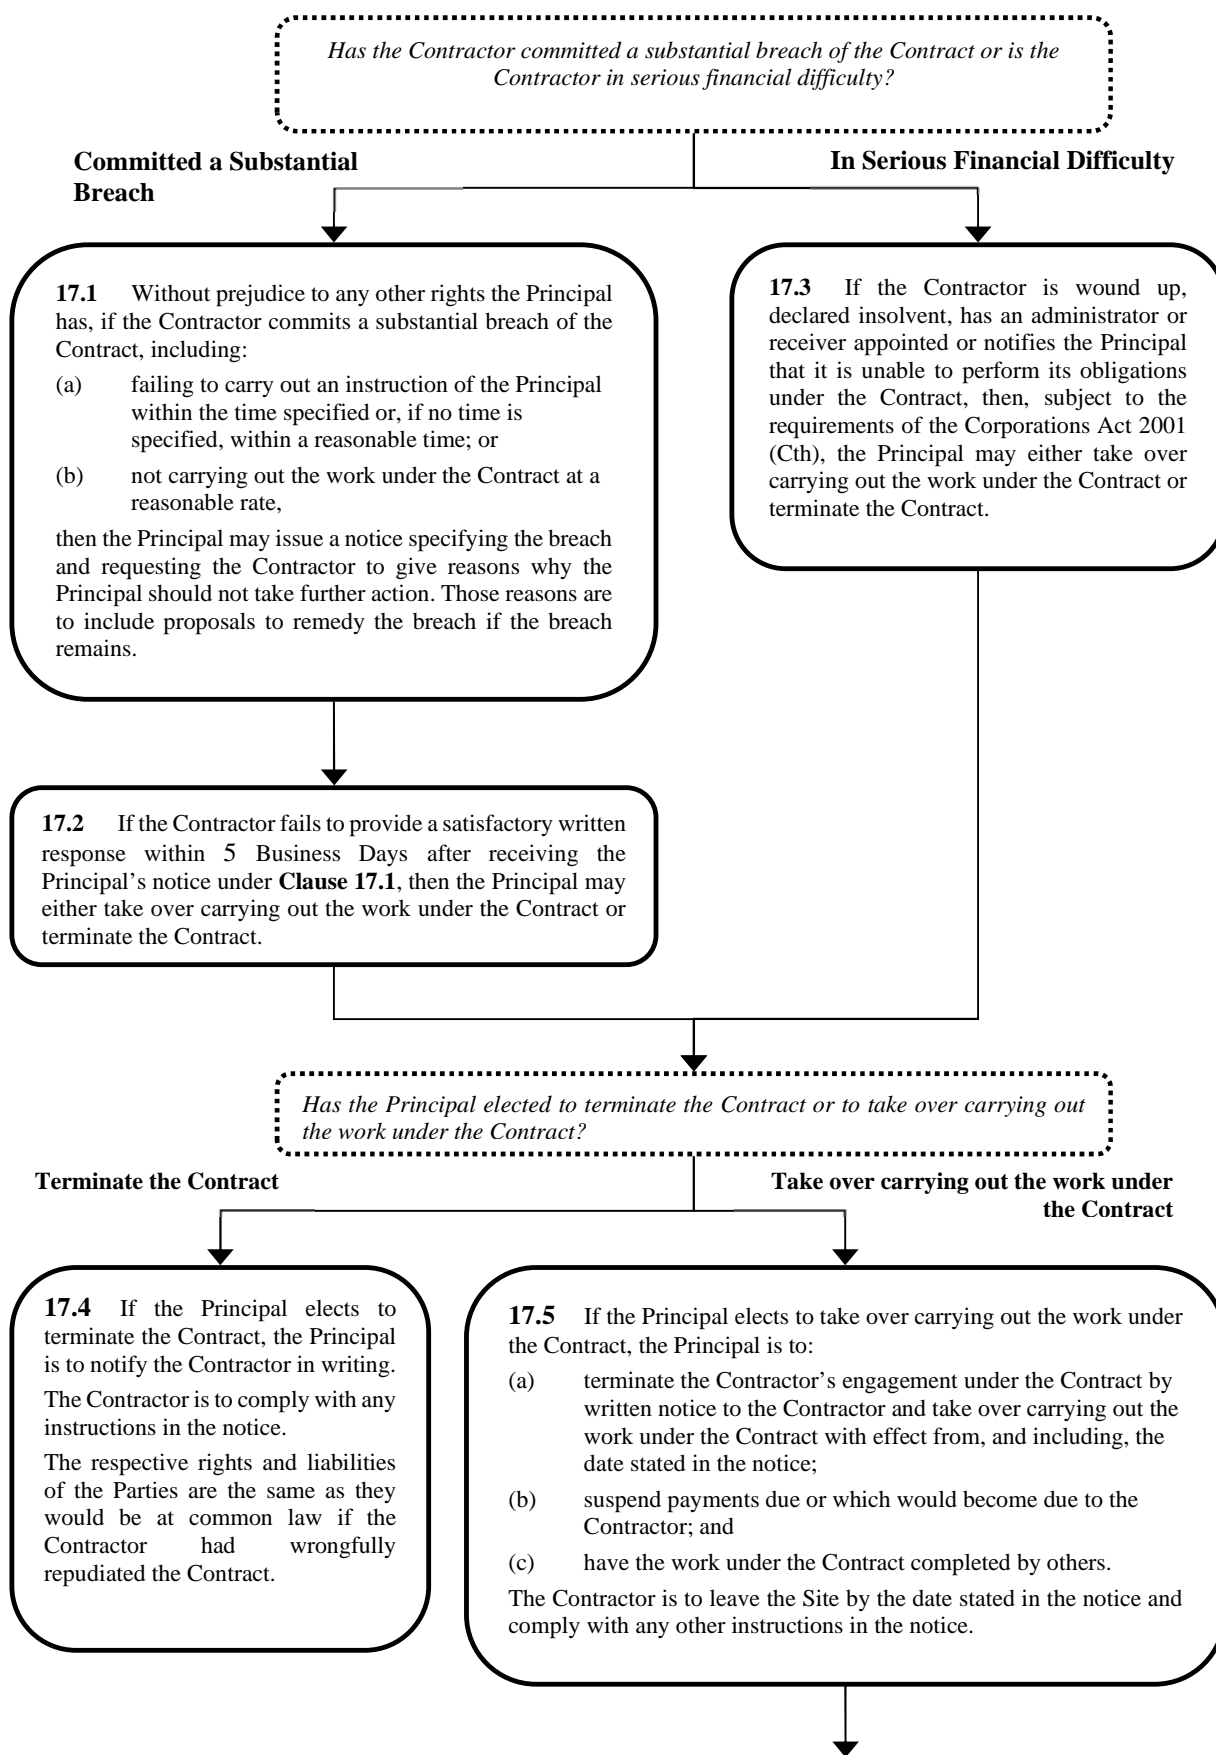 Has the Contractor committed a substantial breach of the Contract or is the
Contractor in serious financial difficulty?
Committed a Substantial
Breach
In Serious Financial Difficulty
17.1 Without prejudice to any other rights the Principal
has, if the Contractor commits a substantial breach of the
Contract, including:
(a) failing to carry out an instruction of the Principal
within the time specified or, if no time is
specified, within a reasonable time; or
(b) not carrying out the work under the Contract at a
reasonable rate,
then the Principal may issue a notice specifying the breach
and requesting the Contractor to give reasons why the
Principal should not take further action. Those reasons are
to include proposals to remedy the breach if the breach
remains.
17.3 If the Contractor is wound up,
declared insolvent, has an administrator or
receiver appointed or notifies the Principal
that it is unable to perform its obligations
under the Contract, then, subject to the
requirements of the Corporations Act 2001
(Cth), the Principal may either take over
carrying out the work under the Contract or
terminate the Contract.
17.2 If the Contractor fails to provide a satisfactory written
response within 5 Business Days after receiving the
Principal's notice under Clause 17.1, then the Principal may
either take over carrying out the work under the Contract or
terminate the Contract.
Has the Principal elected to terminate the Contract or to take over carrying out
the work under the Contract?
Terminate the Contract
Take over carrying out the work under
the Contract
17.4 If the Principal elects to
terminate the Contract, the Principal
is to notify the Contractor in writing.
The Contractor is to comply with any
instructions in the notice.
The respective rights and liabilities
of the Parties are the same as they
would be at common law if the
Contractor had wrongfully
repudiated the Contract.
17.5 If the Principal elects to take over carrying out the work under
the Contract, the Principal is to:
(a) terminate the Contractor's engagement under the Contract by
written notice to the Contractor and take over carrying out the
work under the Contract with effect from, and including, the
date stated in the notice;
(b) suspend payments due or which would become due to the
Contractor; and
(c) have the work under the Contract completed by others.
The Contractor is to leave the Site by the date stated in the notice and
comply with any other instructions in the notice.